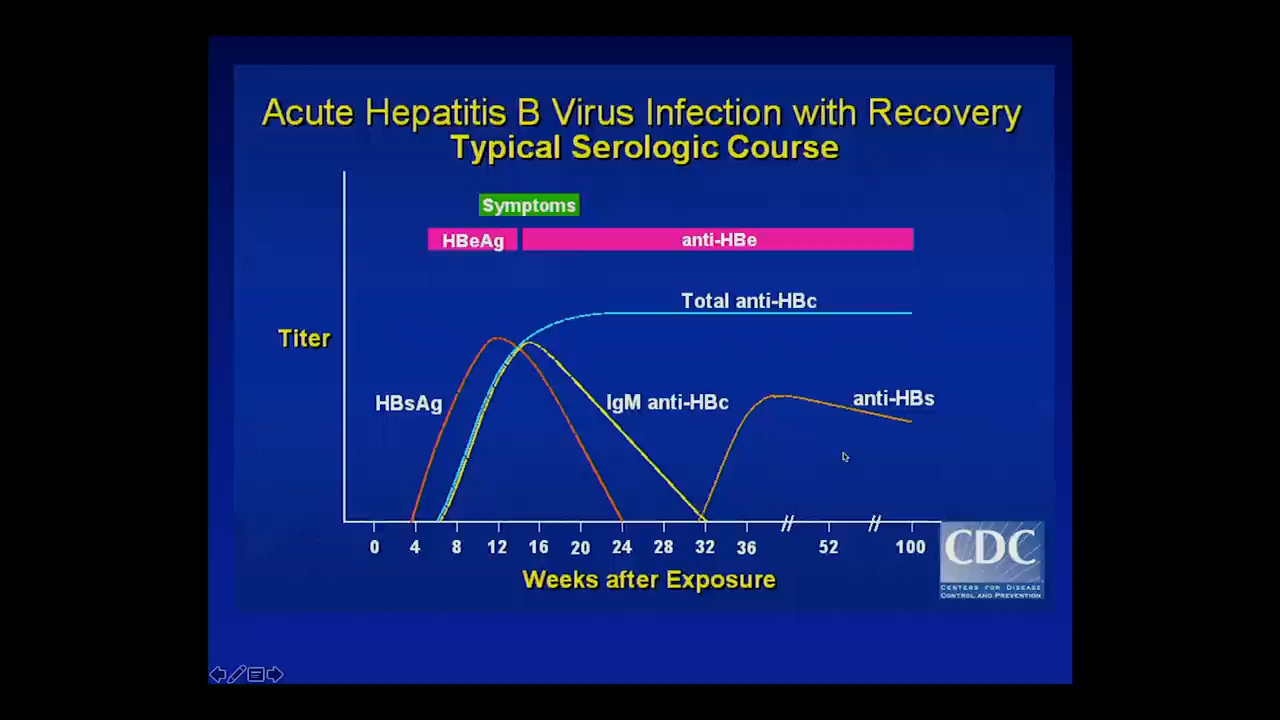 Acute Hepatitis B Virus Infection with Recovery
Typical Serologic Course
Symptoms
HBeAg anti-HBe
Total anti-HBc
Titer
HBsAg IgM anti-HBc anti-HBs
0 4 8 12 16 20 24 28 32 36 52 100
Weeks after Exposure
CDC
CENTERS FOR DISEASE
CONTROL AND PREVENTION